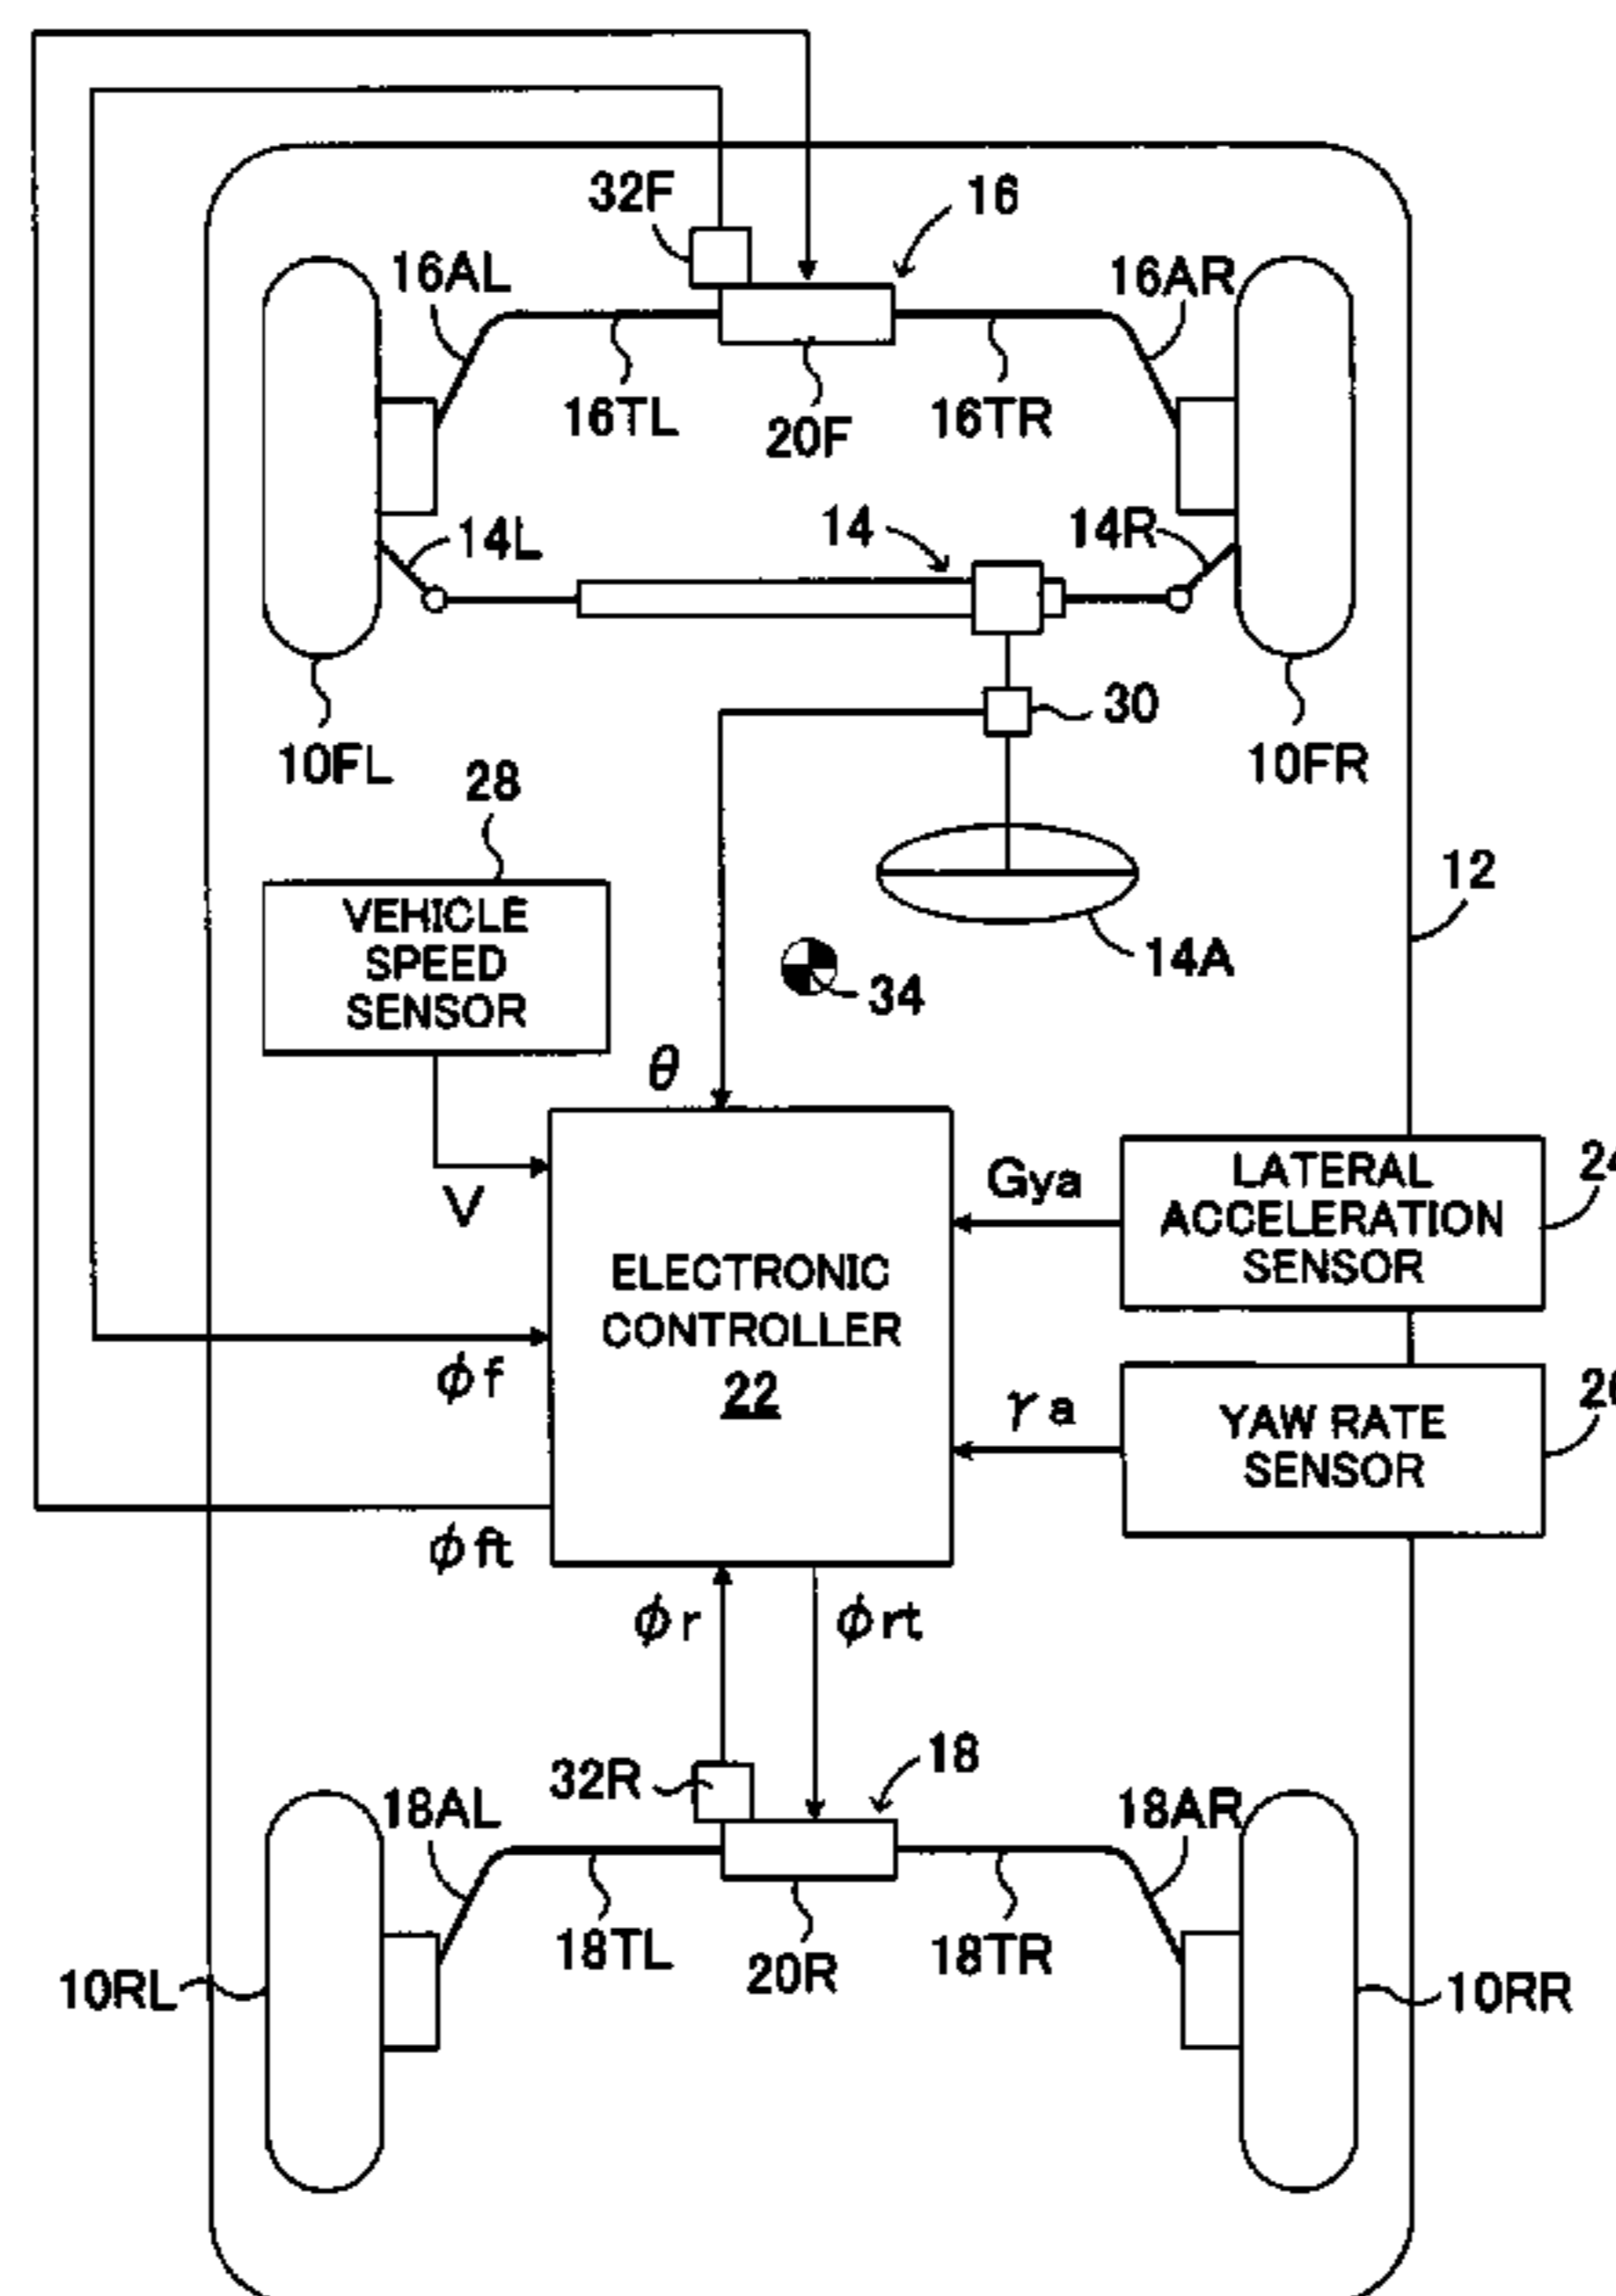 32F
16
16AL
16AR
16TL
20F
16TR
14L
14
14R
30
10FL
10FR
28
VEHICLE
SPEED
SENSOR
12
14A
34
θ
V
Gya
LATERAL
ACCELERATION
SENSOR
24
ELECTRONIC
CONTROLLER
22
φf
γa
YAW RATE
SENSOR
φft
φr
φrt
32R
18
18AL
18AR
18TL
20R
18TR
10RL
10RR